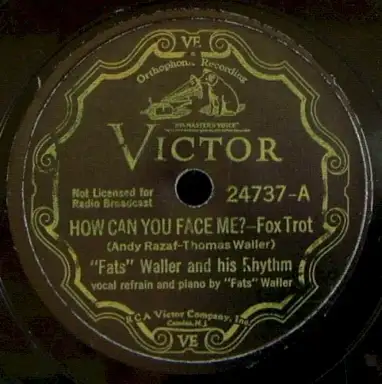 VE
Orthophonic Recording
"HIS MASTER'S VOICE"
VICTOR
Not Licensed for
Radio Broadcast
24737-A
HOW CAN YOU FACE ME?-Fox Trot
(Andy Razaf-Thomas Waller)
"Fats" Waller and his Rhythm
vocal refrain and piano by "Fats" Waller
RCA Victor Company, Inc.
Camden, N.J.
VE